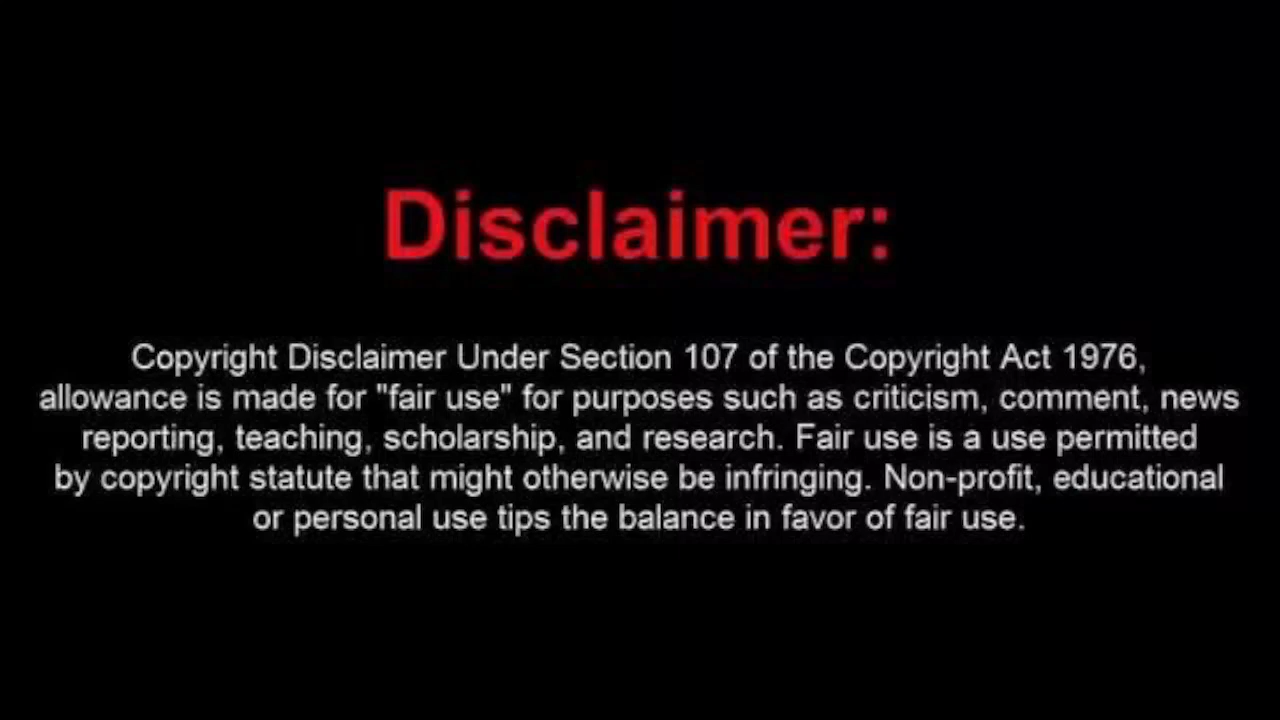 Disclaimer:
Copyright Disclaimer Under Section 107 of the Copyright Act 1976,
allowance is made for "fair use" for purposes such as criticism, comment, news
reporting, teaching, scholarship, and research. Fair use is a use permitted
by copyright statute that might otherwise be infringing. Non-profit, educational
or personal use tips the balance in favor of fair use.